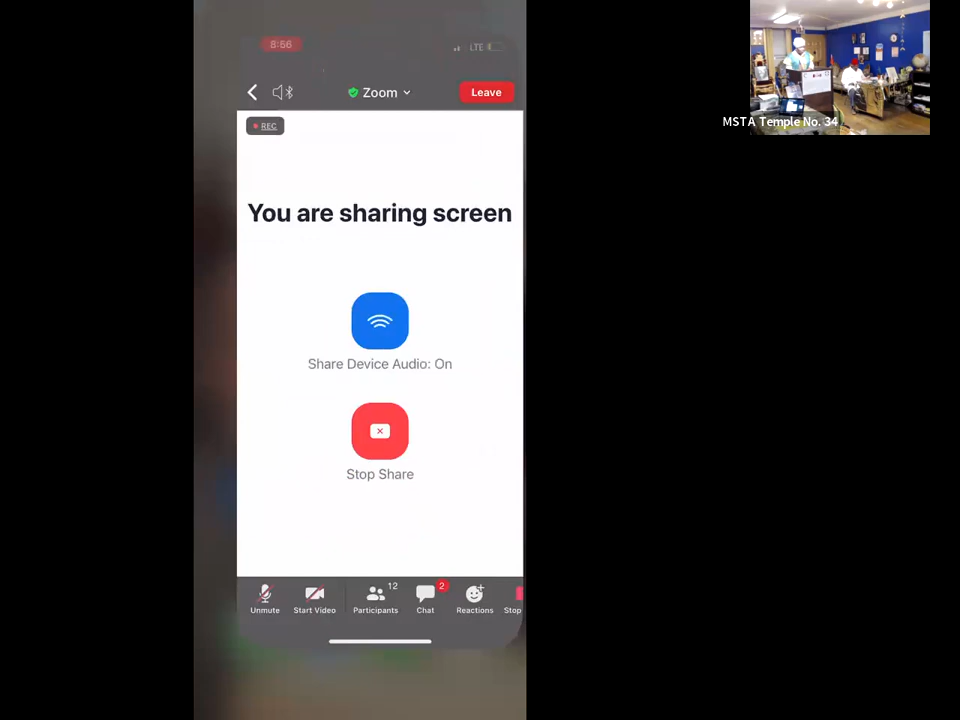 8:56
LTE
Zoom
Leave
REC
You are sharing screen
Share Device Audio: On
Stop Share
12
2
Unmute
Start Video
Participants
Chat
Reactions
Stop
MSTA Temple No. 34